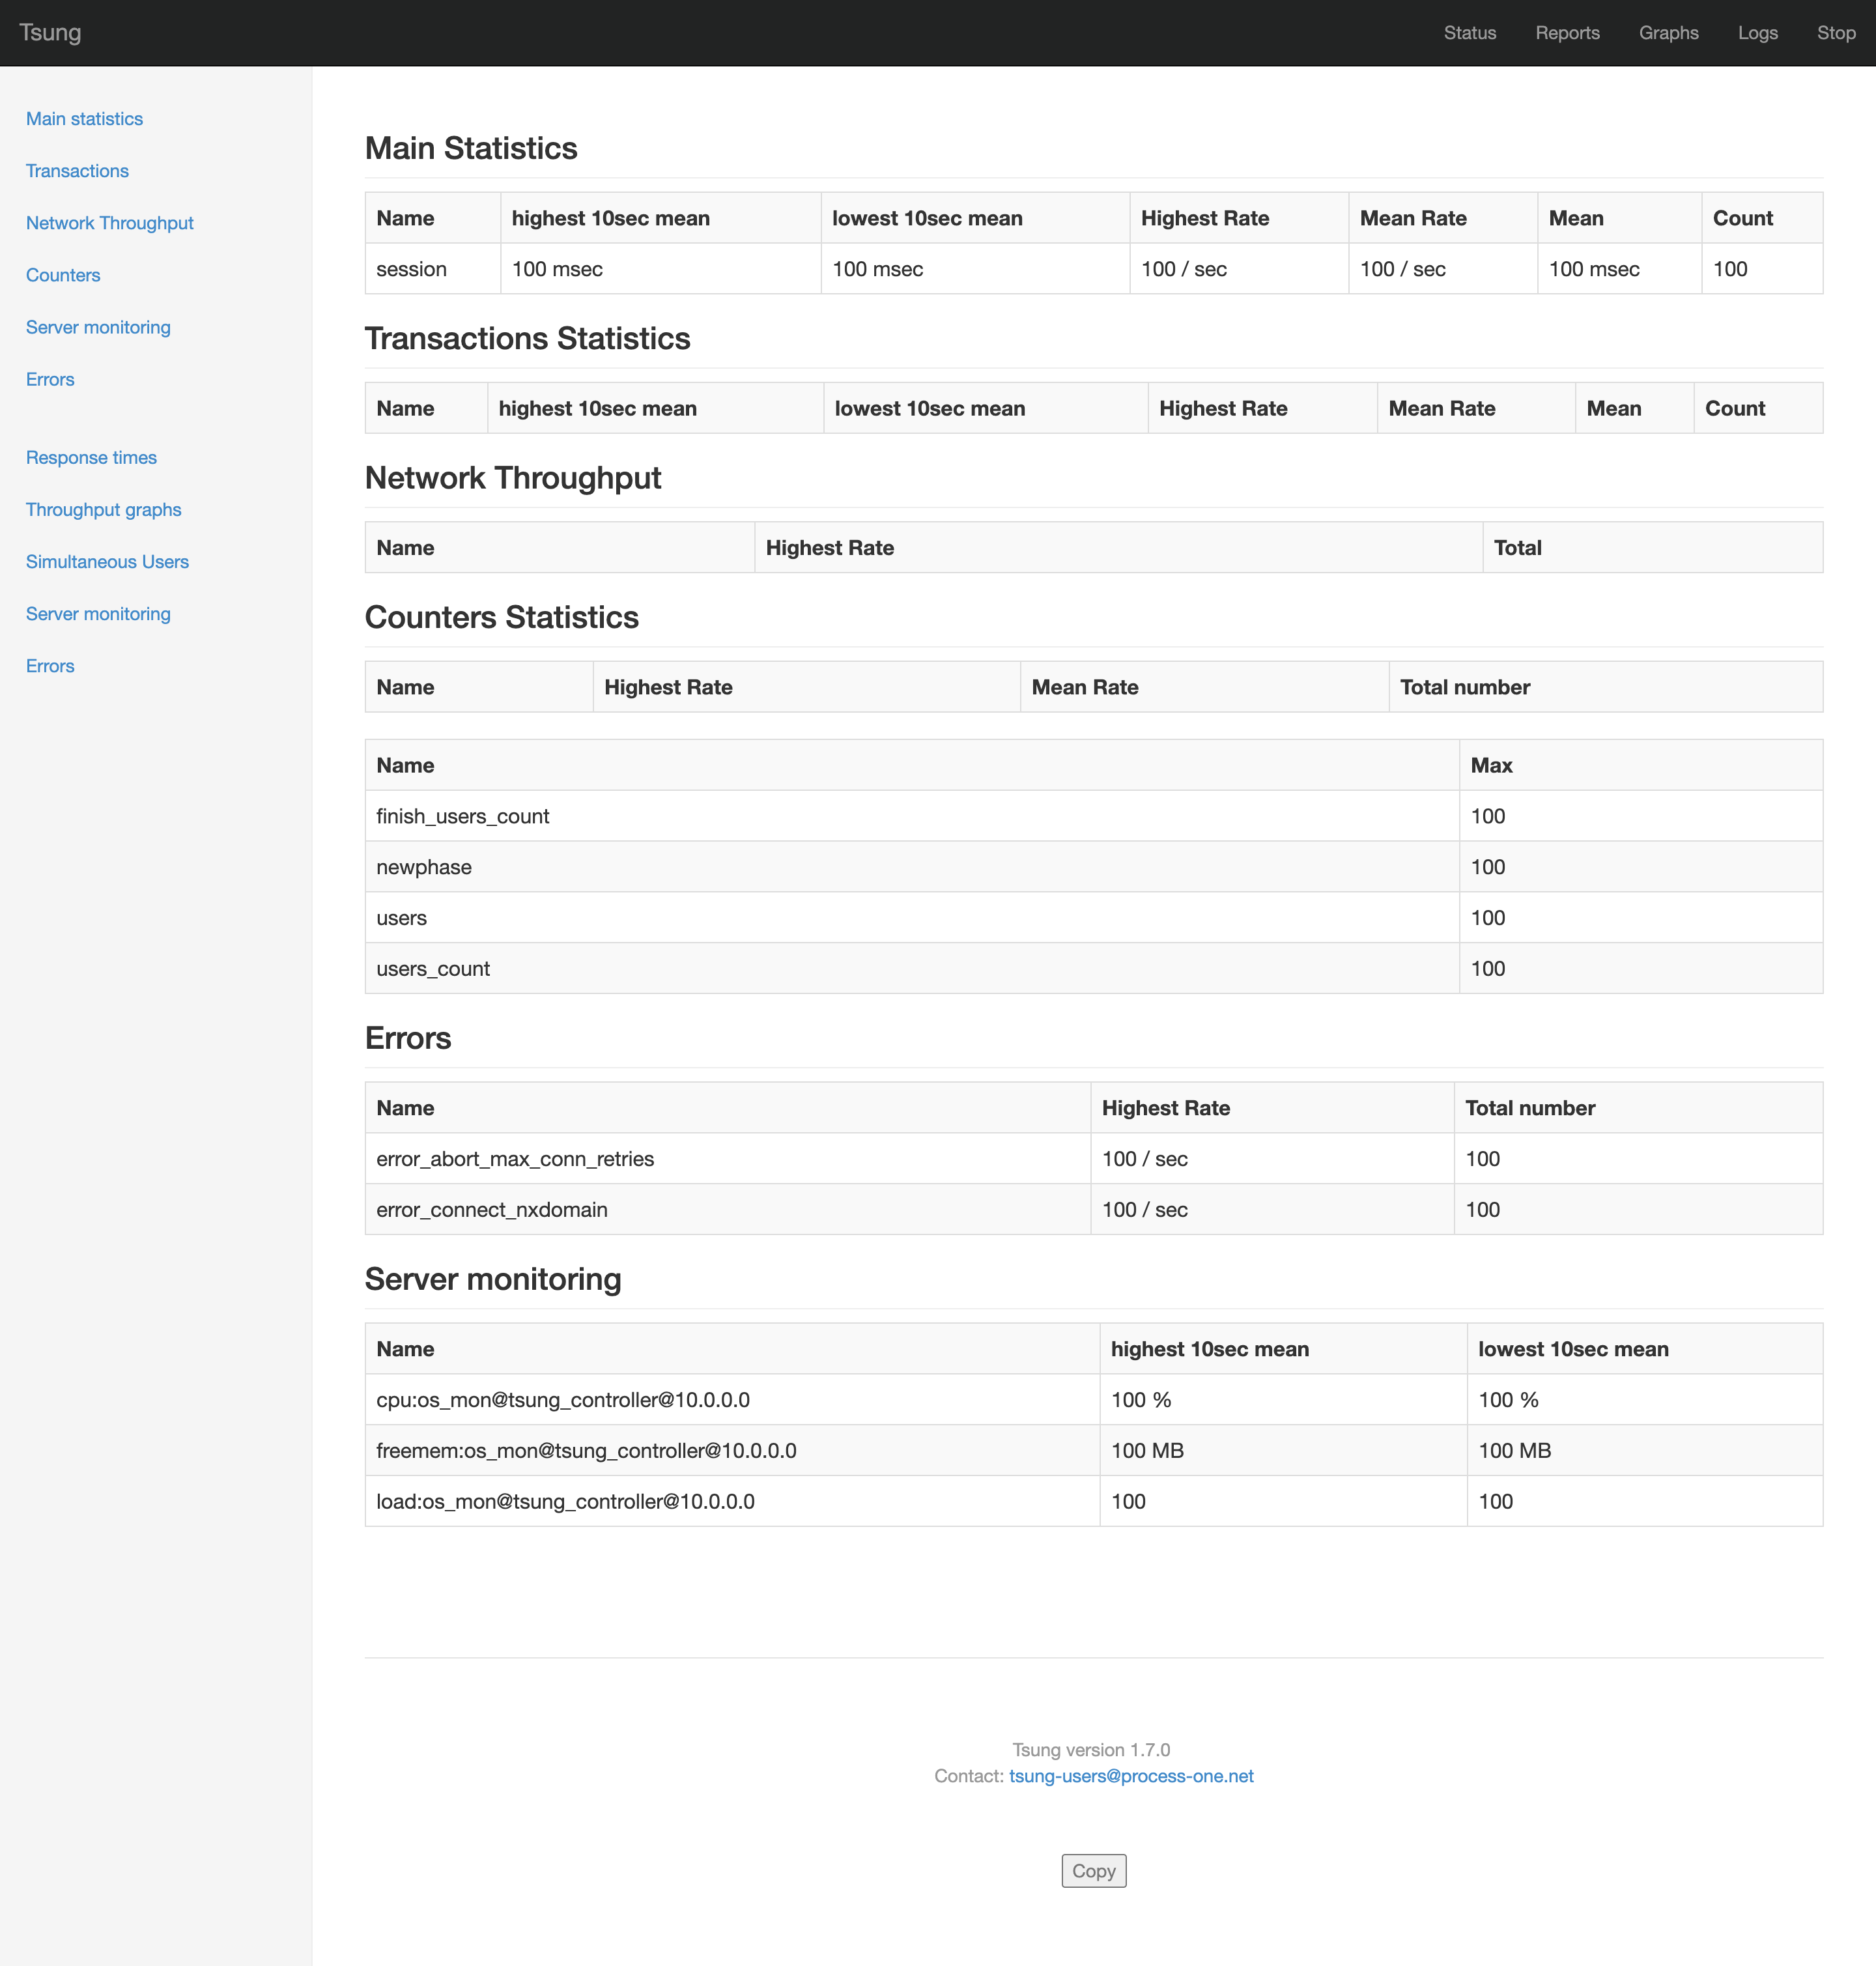 Tsung Status Reports Graphs Logs Stop
Main statistics
Transactions
Network Throughput
Counters
Server monitoring
Errors
Response times
Throughput graphs
Simultaneous Users
Server monitoring
Errors
Main Statistics
Name highest 10sec mean lowest 10sec mean Highest Rate Mean Rate Mean Count
session 100 msec 100 msec 100 / sec 100 / sec 100 msec 100
Transactions Statistics
Name highest 10sec mean lowest 10sec mean Highest Rate Mean Rate Mean Count
Network Throughput
Name Highest Rate Total
Counters Statistics
Name Highest Rate Mean Rate Total number
Name Max
finish_users_count 100
newphase 100
users 100
users_count 100
Errors
Name Highest Rate Total number
error_abort_max_conn_retries 100 / sec 100
error_connect_nxdomain 100 / sec 100
Server monitoring
Name highest 10sec mean lowest 10sec mean
cpu:os_mon@tsung_controller@10.0.0.0 100 % 100 %
freemem:os_mon@tsung_controller@10.0.0.0 100 MB 100 MB
load:os_mon@tsung_controller@10.0.0.0 100 100
Tsung version 1.7.0
Contact: tsung-users@process-one.net
Copy